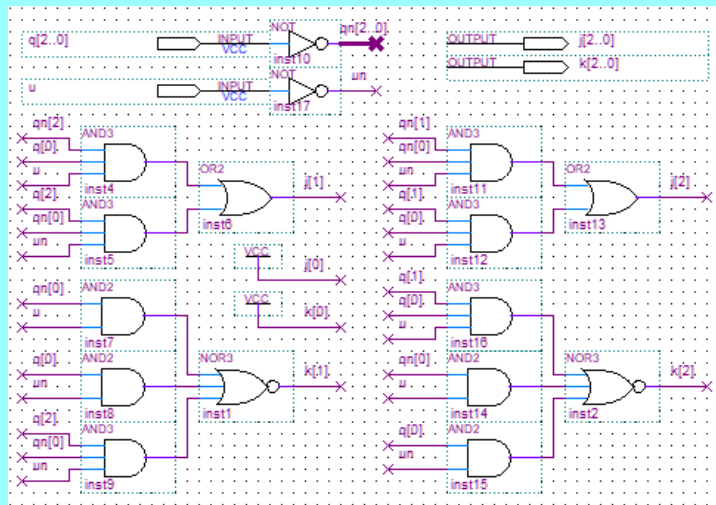 q[2..0] INPUT VCC NOT inst10 qn[2..0]
OUTPUT j[2..0]
OUTPUT k[2..0]
u INPUT VCC NOT inst17 un
qn[2]
q[0]
u
AND3
inst4
q[2]
qn[0]
un
AND3
inst5
OR2
inst6
j[1]
VCC
j[0]
VCC
k[0]
qn[0]
u
AND2
inst7
q[0]
un
AND2
inst8
q[2]
qn[0]
un
AND3
inst9
NOR3
inst1
k[1]
qn[1]
qn[0]
un
AND3
inst11
q[1]
q[0]
u
AND3
inst12
OR2
inst13
j[2]
q[1]
q[0]
u
AND3
inst16
qn[0]
u
AND2
inst14
q[0]
un
AND2
inst15
NOR3
inst2
k[2]